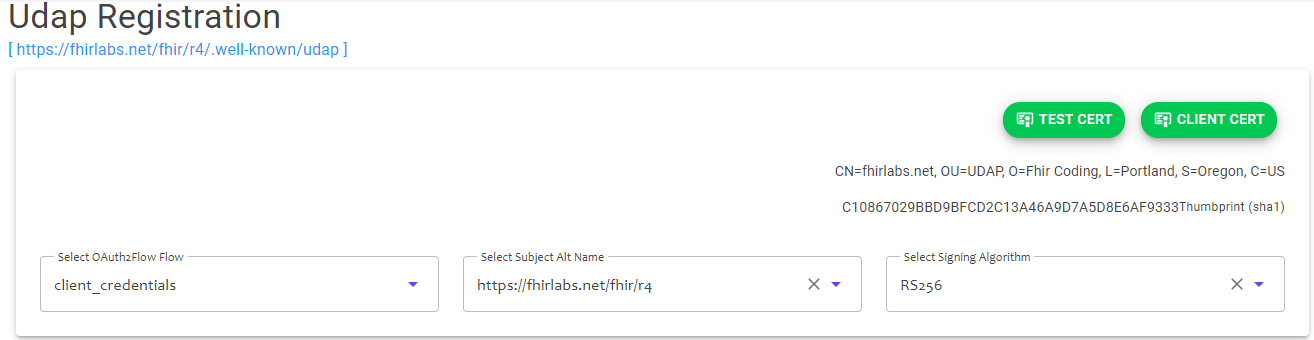 Udap Registration
[ https://fhirlabs.net/fhir/r4/.well-known/udap ]
TEST CERT
CLIENT CERT
CN=fhirlabs.net, OU=UDAP, O=Fhir Coding, L=Portland, S=Oregon, C=US
C10867029BBD9BFCD2C13A46A9D7A5D8E6AF9333Thumbprint (sha1)
Select OAuth2Flow Flow
client_credentials
Select Subject Alt Name
https://fhirlabs.net/fhir/r4
Select Signing Algorithm
RS256